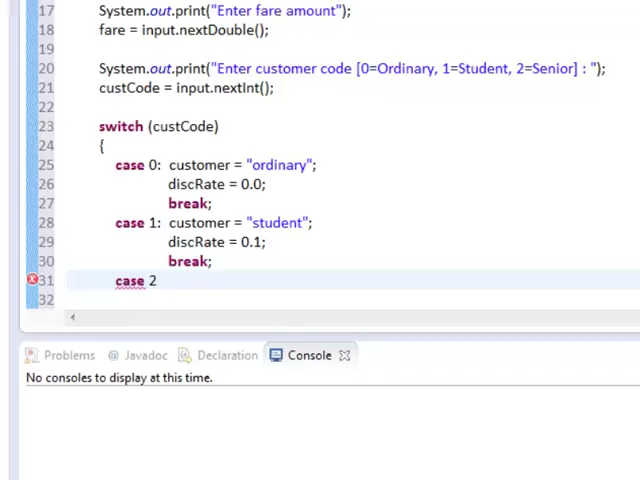 17 System.out.print("Enter fare amount");
18 fare = input.nextDouble();
19
20 System.out.print("Enter customer code [0=Ordinary, 1=Student, 2=Senior] : ");
21 custCode = input.nextInt();
22
23 switch (custCode)
24 {
25 case 0: customer = "ordinary";
26 discRate = 0.0;
27 break;
28 case 1: customer = "student";
29 discRate = 0.1;
30 break;
31 case 2
32
Problems @ Javadoc Declaration Console
No consoles to display at this time.